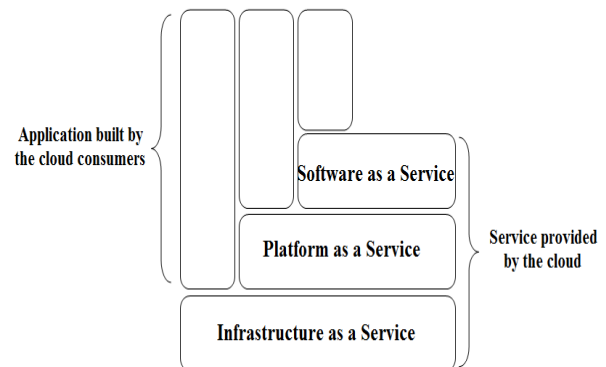 Application built by
the cloud consumers
Software as a Service
Platform as a Service
Service provided
by the cloud
Infrastructure as a Service